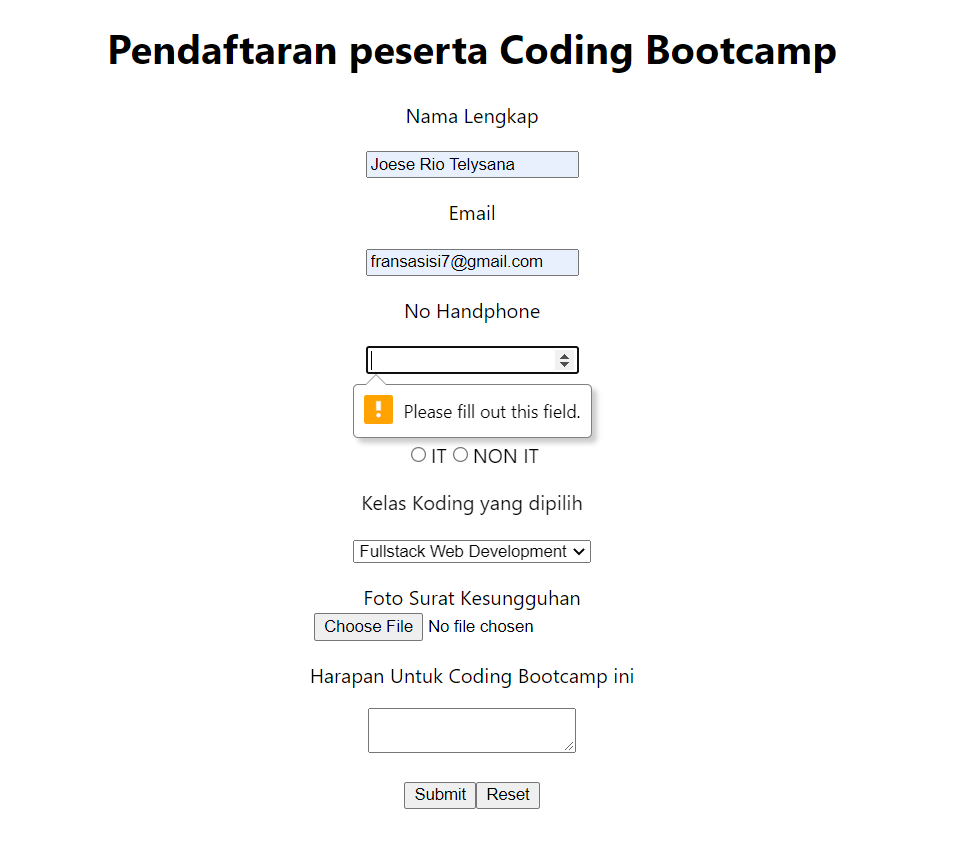 Pendaftaran peserta Coding Bootcamp
Nama Lengkap
Joese Rio Telysana
Email
fransasisi7@gmail.com
No Handphone
Please fill out this field.
IT NON IT
Kelas Koding yang dipilih
Fullstack Web Development
Foto Surat Kesungguhan
Choose File No file chosen
Harapan Untuk Coding Bootcamp ini
Submit Reset